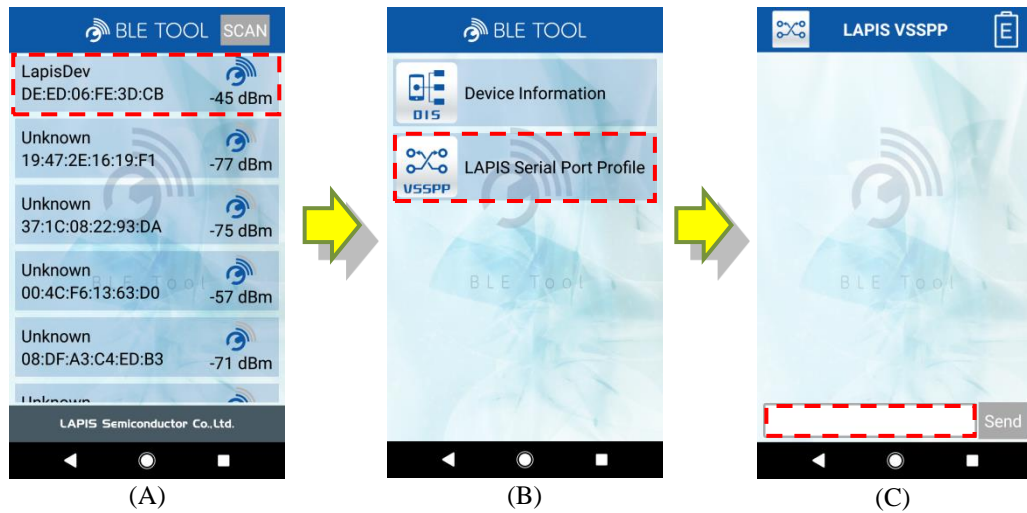 BLE TOOL SCAN
LapisDev
DE:ED:06:FE:3D:CB -45 dBm
Unknown
19:47:2E:16:19:F1 -77 dBm
Unknown
37:1C:08:22:93:DA -75 dBm
Unknown
00:4C:F6:13:63:D0 -57 dBm
Unknown
08:DF:A3:C4:ED:B3 -71 dBm
Unknown
LAPIS Semiconductor Co.,Ltd.
(A)
BLE TOOL
Device Information
DIS
LAPIS Serial Port Profile
VSSPP
BLE Tool
(B)
LAPIS VSSPP E
BLE Tool
Send
(C)